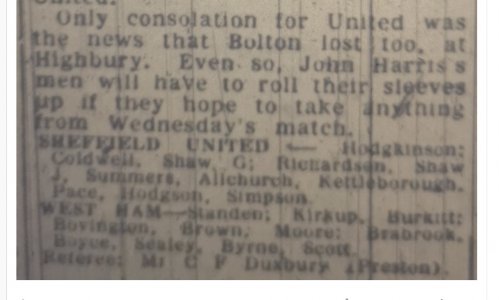 United.
Only consolation for United was
the news that Bolton lost too, at
Highbury. Even so, John Harris's
men will have to roll their sleeves
up if they hope to take anything
from Wednesday's match.
SHEFFIELD UNITED — Hodgkinson;
Coldwell, Shaw, G; Richardson, Shaw
J, Summers, Allchurch, Kettleborough,
Pace, Hodgson, Simpson.
WEST HAM—Standen; Kirkup, Burkitt;
Bovington, Brown, Moore; Brabrook,
Boyce, Sealey, Byrne, Scott.
Referee: Mr C F Duxbury (Preston).